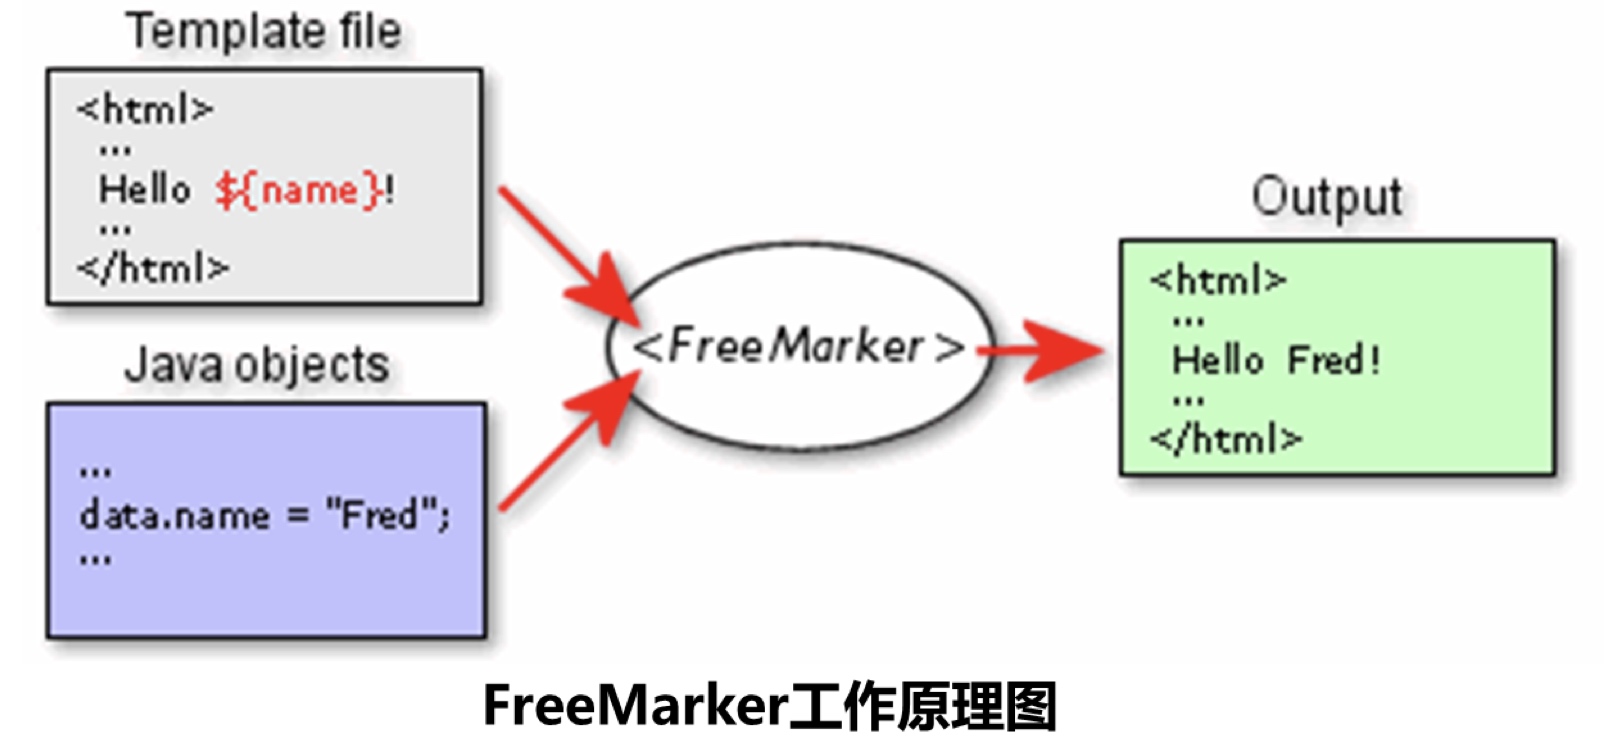 Template file
<html>
...
Hello ${name}!
...
</html>
Java objects
...
data.name = "Fred";
...
<FreeMarker>
Output
<html>
...
Hello Fred!
...
</html>
FreeMarker工作原理图